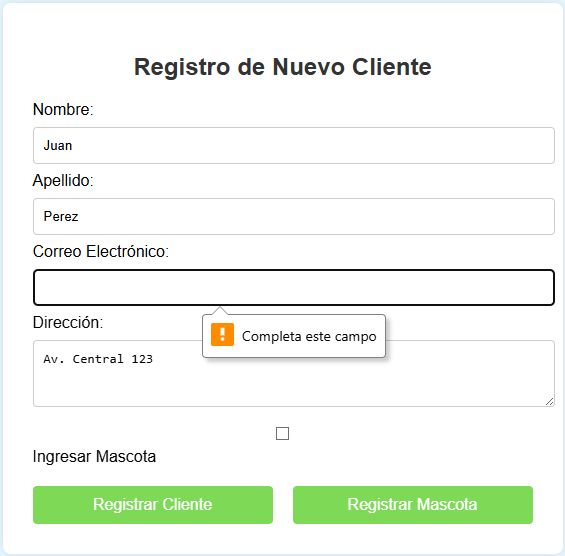 Registro de Nuevo Cliente
Nombre:
Juan
Apellido:
Perez
Correo Electrónico:
Completa este campo
Dirección:
Av. Central 123
Ingresar Mascota
Registrar Cliente
Registrar Mascota